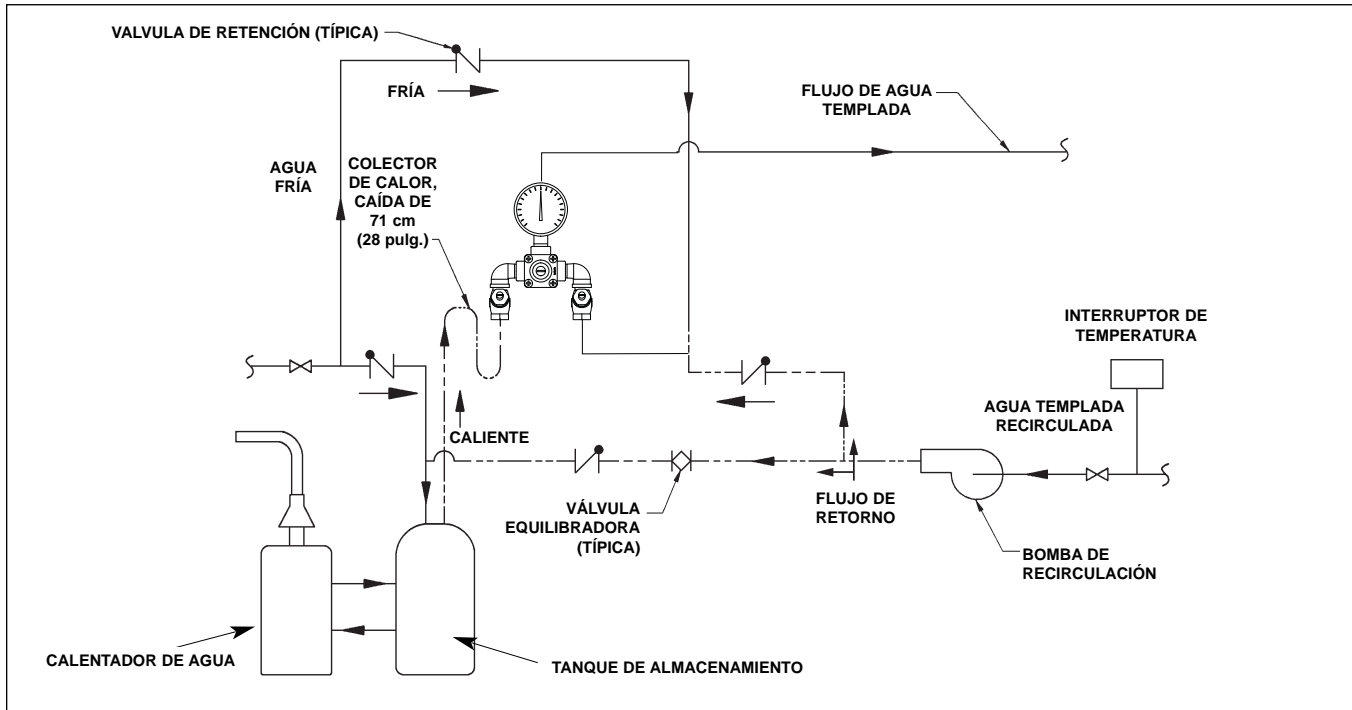 VALVULA DE RETENCIÓN (TÍPICA)
FRÍA
FLUJO DE AGUA
TEMPLADA
AGUA
FRÍA
COLECTOR
DE CALOR,
CAÍDA DE
71 cm
(28 pulg.)
INTERRUPTOR DE
TEMPERATURA
AGUA TEMPLADA
RECIRCULADA
CALIENTE
VÁLVULA
EQUILIBRADORA
(TÍPICA)
FLUJO DE
RETORNO
BOMBA DE
RECIRCULACIÓN
CALENTADOR DE AGUA
TANQUE DE ALMACENAMIENTO